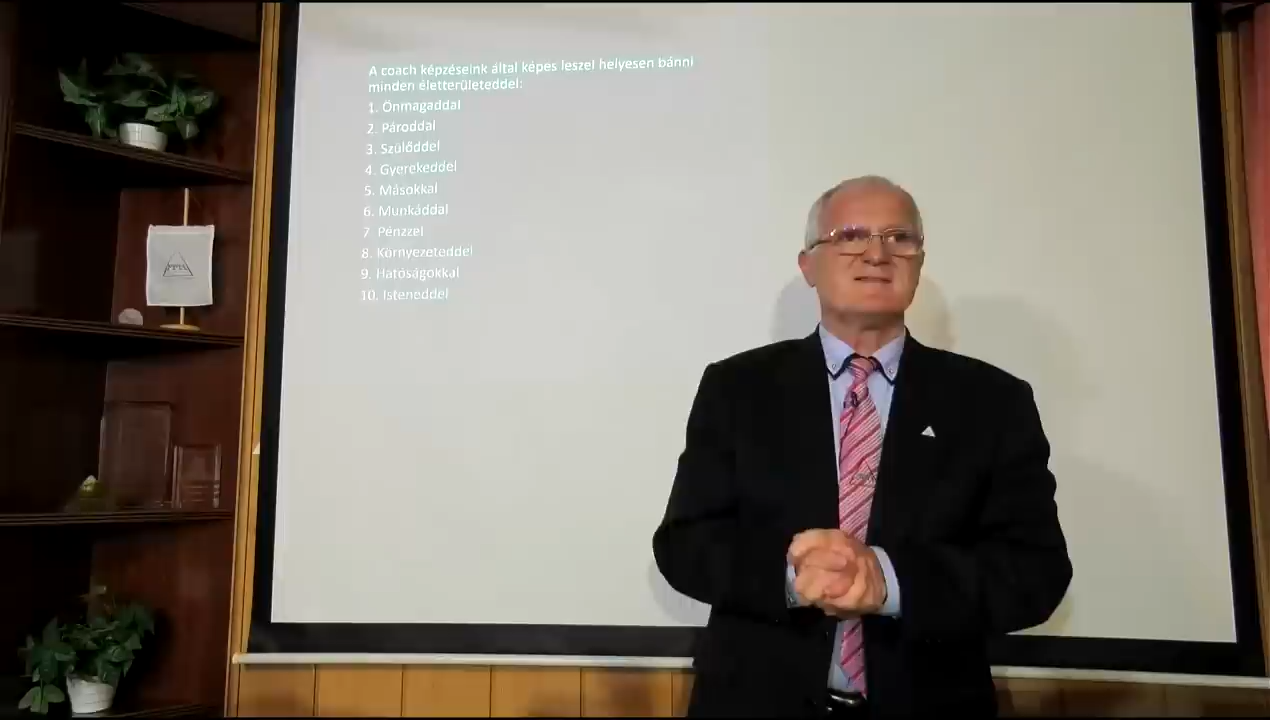 A coach képzéseink által képes leszel helyesen bánni
minden életterületeddel:
1. Önmagaddal
2. Pároddal
3. Szülőddel
4. Gyerekeddel
5. Másokkal
6. Munkáddal
7 Pénzzel
8. Környezeteddel
9. Hatóságokkal
10. Isteneddel